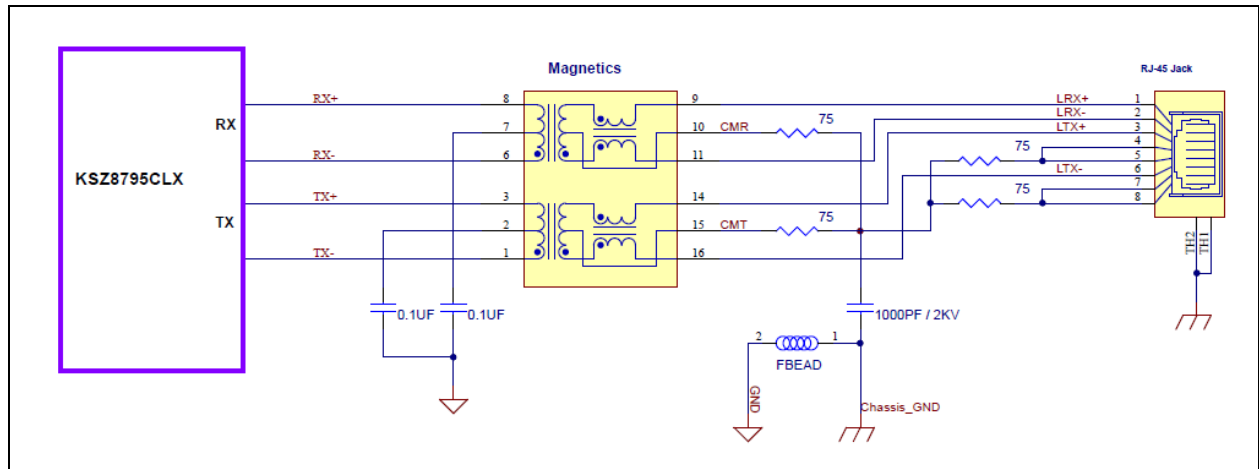 Magnetics
RJ-45 Jack
KSZ8795CLX
RX
TX
RX+
RX-
TX+
TX-
8
7
6
3
2
1
9
10
11
14
15
16
CMR
CMT
75
75
75
75
LRX+
LRX-
LTX+
LTX-
1
2
3
4
5
6
7
8
TH2
TH1
0.1UF
0.1UF
1000PF / 2KV
2
1
FBEAD
GND
Chassis_GND